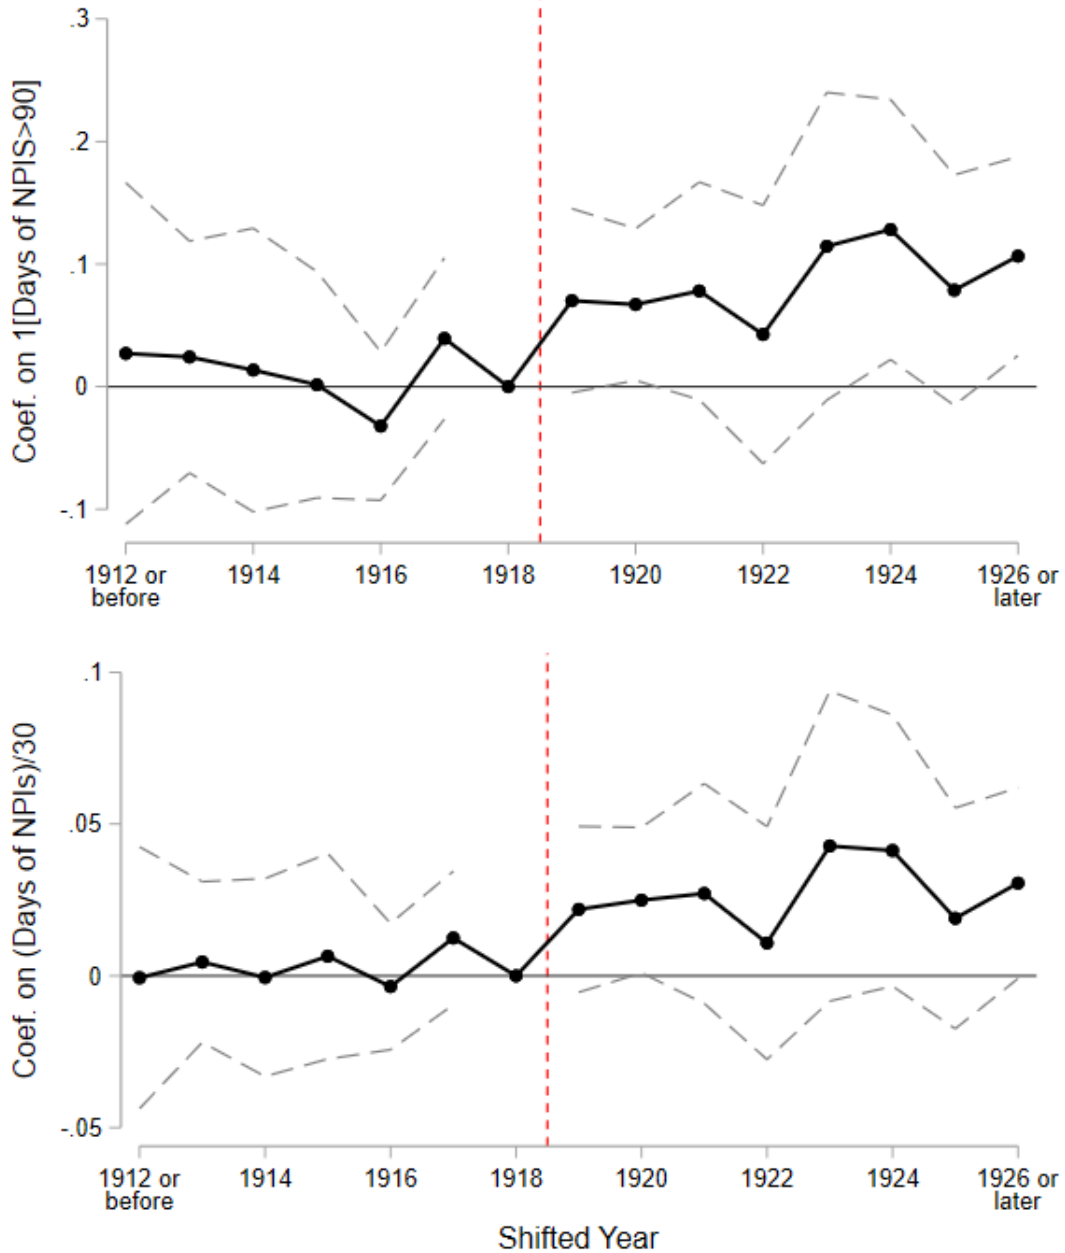 Coef. on 1[Days of NPIS>90]
.3
.2
.1
0
-.1
1912 or
before
1914
1916
1918
1920
1922
1924
1926 or
later
Coef. on (Days of NPIs)/30
.1
.05
0
-.05
1912 or
before
1914
1916
1918
1920
1922
1924
1926 or
later
Shifted Year